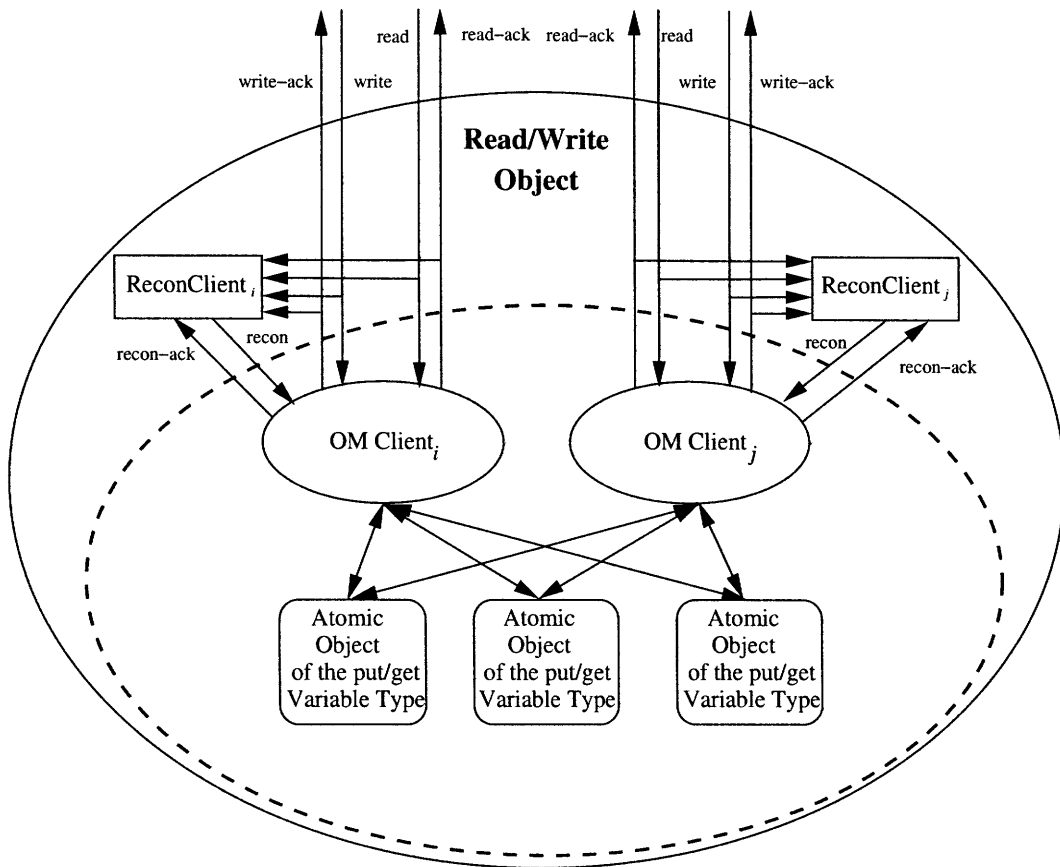 read
read-ack
read-ack
read
write-ack
write
write
write-ack
Read/Write
Object
ReconClient i
ReconClient j
recon
recon-ack
recon
recon-ack
OM Client i
OM Client j
Atomic
Object
of the put/get
Variable Type
Atomic
Object
of the put/get
Variable Type
Atomic
Object
of the put/get
Variable Type